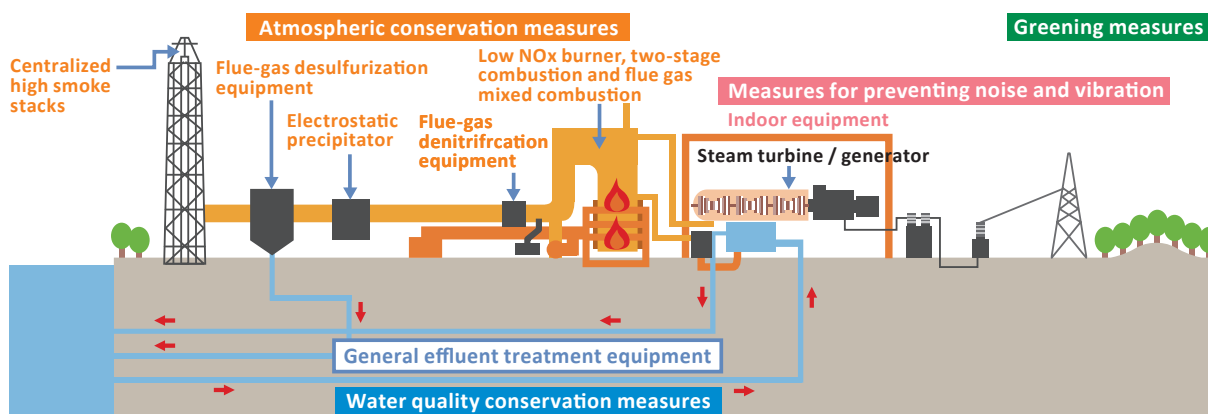 Atmospheric conservation measures
Greening measures
Centralized
high smoke
stacks
Flue-gas desulfurization
equipment
Electrostatic
precipitator
Flue-gas
denitrifrcation
equipment
Low NOx burner, two-stage
combustion and flue gas
mixed combustion
Measures for preventing noise and vibration
Indoor equipment
Steam turbine / generator
General effluent treatment equipment
Water quality conservation measures